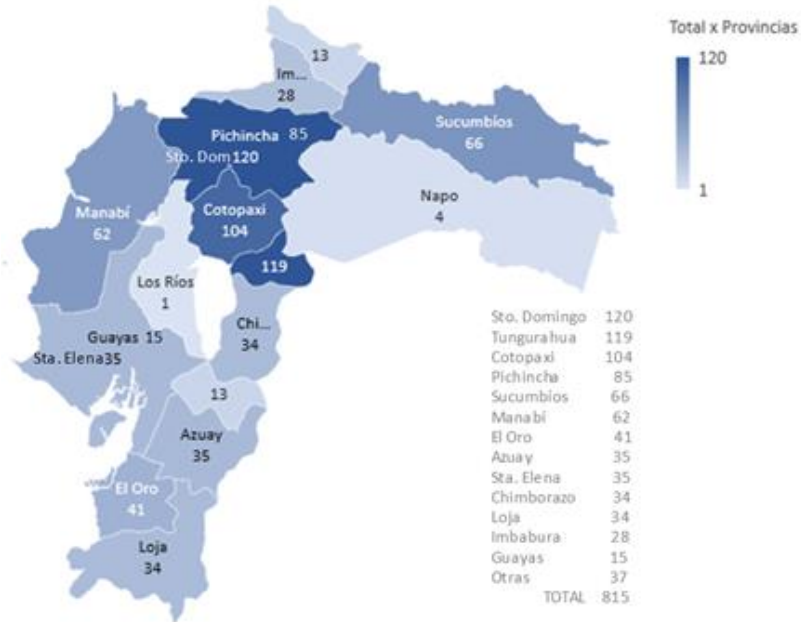 Total x Provincias
120
1
13
Im...
28
Pichincha 85
Sto. Dom 120
Sucumbíos
66
Napo
4
Manabí
62
Cotopaxi
104
119
Los Ríos
1
Chi...
34
Guayas 15
Sta. Elena 35
13
Azuay
35
El Oro
41
Loja
34
Sto. Domingo 120
Tungurahua 119
Cotopaxi 104
Pichincha 85
Sucumbios 66
Manabí 62
El Oro 41
Azuay 35
Sta. Elena 35
Chimborazo 34
Loja 34
Imbabura 28
Guayas 15
Otras 37
TOTAL 815